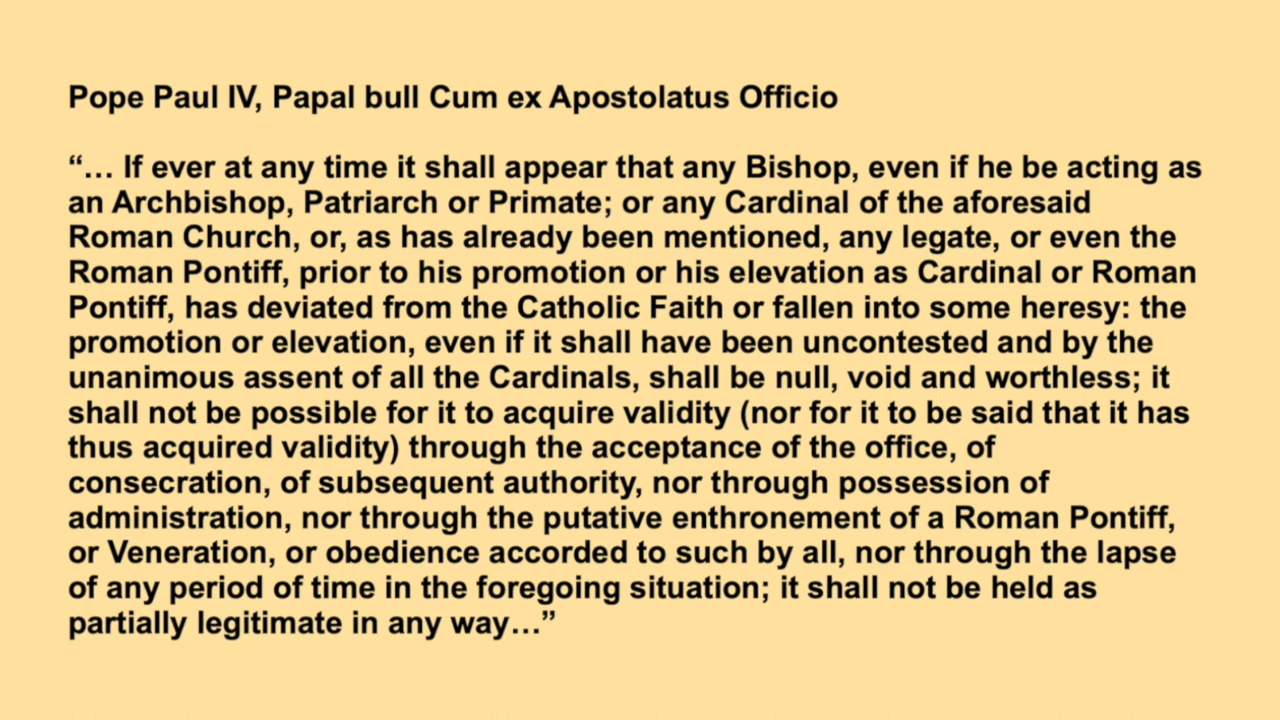 Pope Paul IV, Papal bull Cum ex Apostolatus Officio
“… If ever at any time it shall appear that any Bishop, even if he be acting as
an Archbishop, Patriarch or Primate; or any Cardinal of the aforesaid
Roman Church, or, as has already been mentioned, any legate, or even the
Roman Pontiff, prior to his promotion or his elevation as Cardinal or Roman
Pontiff, has deviated from the Catholic Faith or fallen into some heresy: the
promotion or elevation, even if it shall have been uncontested and by the
unanimous assent of all the Cardinals, shall be null, void and worthless; it
shall not be possible for it to acquire validity (nor for it to be said that it has
thus acquired validity) through the acceptance of the office, of
consecration, of subsequent authority, nor through possession of
administration, nor through the putative enthronement of a Roman Pontiff,
or Veneration, or obedience accorded to such by all, nor through the lapse
of any period of time in the foregoing situation; it shall not be held as
partially legitimate in any way…”